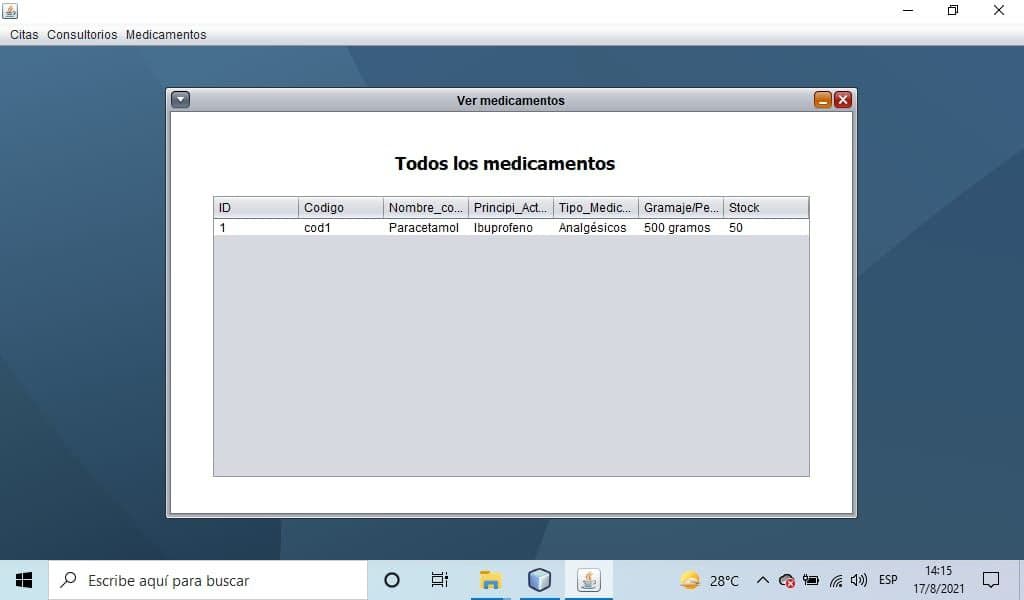 Citas Consultorios Medicamentos
Ver medicamentos
Todos los medicamentos
ID Codigo Nombre_co... Principi_Act... Tipo_Medic... Gramaje/Pe... Stock
1 cod1 Paracetamol Ibuprofeno Analgésicos 500 gramos 50
Escribe aquí para buscar
28°C
ESP
14:15
17/8/2021